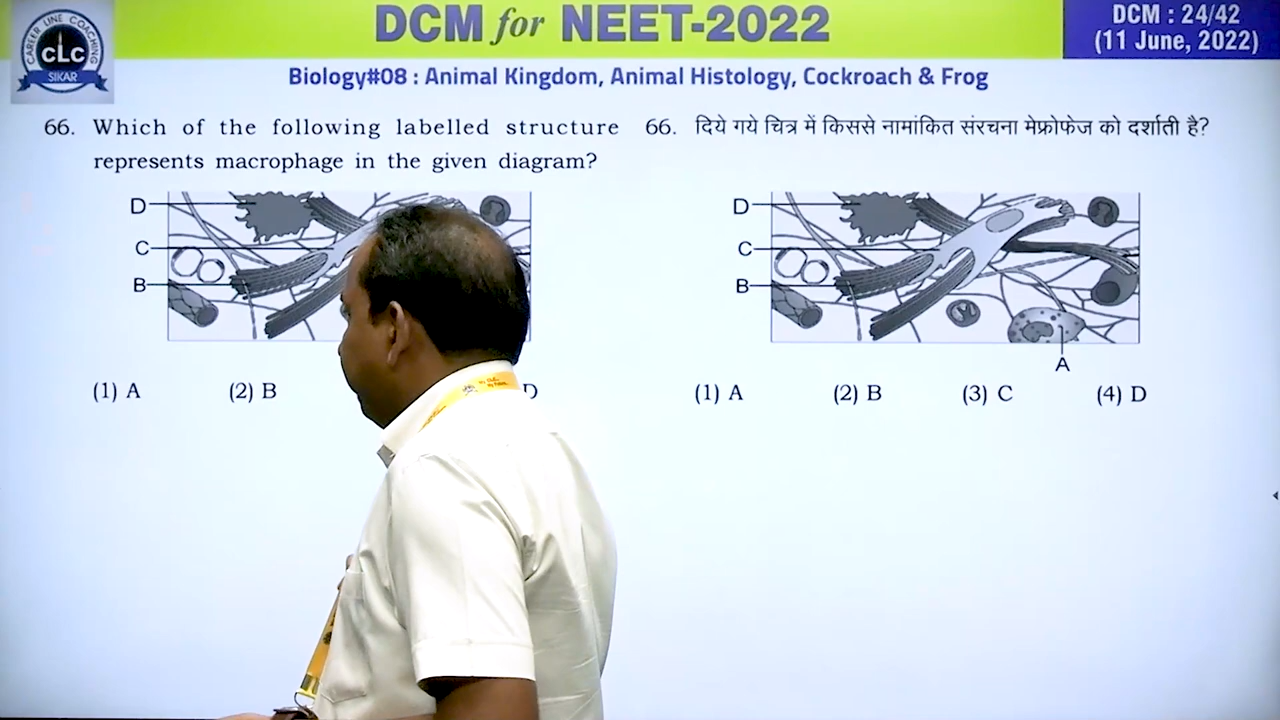 DCM for NEET-2022
DCM : 24/42
(11 June, 2022)
CAREER LINE COACHING
CLC
SIKAR
Biology#08 : Animal Kingdom, Animal Histology, Cockroach & Frog
66. Which of the following labelled structure
represents macrophage in the given diagram?
D
C
B
(1) A (2) B D
66. दिये गये चित्र में किससे नामांकित संरचना मेफ्रोफेज को दर्शाती है?
D
C
B
A
(1) A (2) B (3) C (4) D